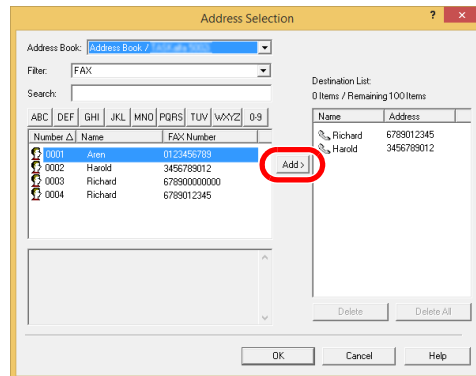 Address Selection
? ×
Address Book: Address Book /
Filter: FAX
Search:
Destination List:
0 Items / Remaining 100 Items
ABC DEF GHI JKL MNO PQRS TUV WXYZ 0-9
Number △ Name FAX Number
0001 Aren 0123456789
0002 Harold 3456789012
0003 Richard 678900000000
0004 Richard 6789012345
Add >
Name Address
Richard 6789012345
Harold 3456789012
Delete Delete All
OK Cancel Help